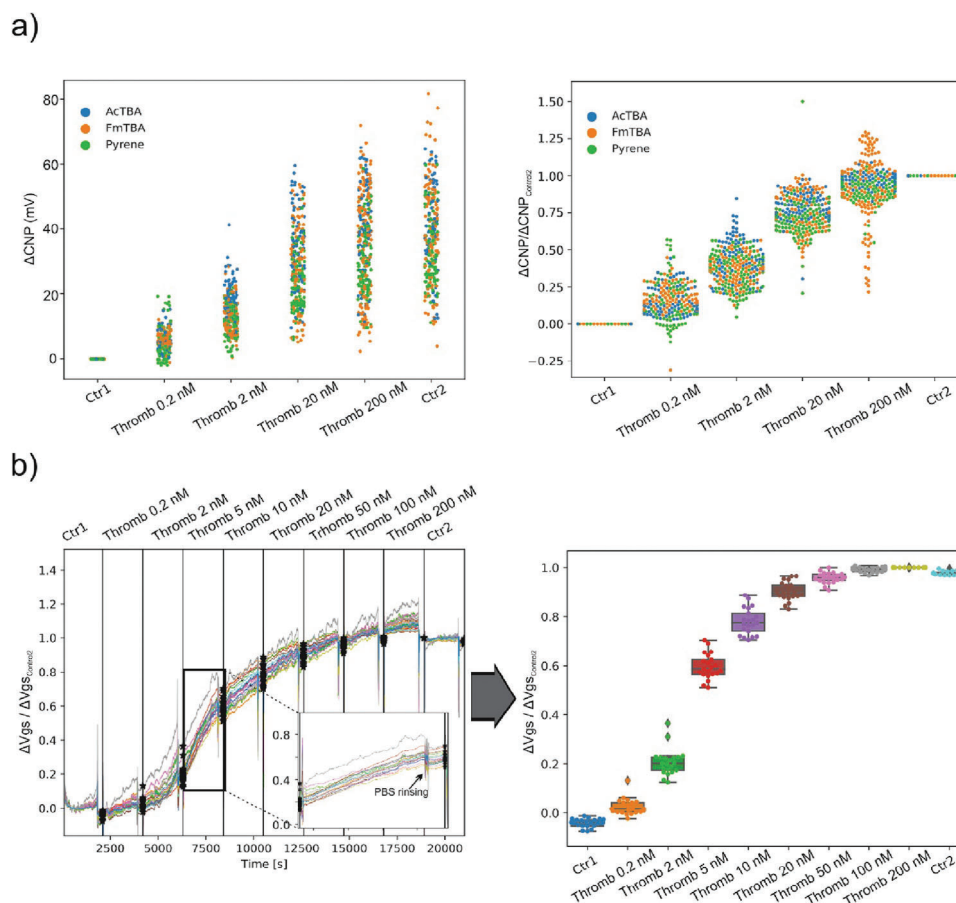 a)
80
60
40
20
0
ΔCNP (mV)
AcTBA
FmTBA
Pyrene
Ctr1
Thromb 0.2 nM
Thromb 2 nM
Thromb 20 nM
Thromb 200 nM
Ctr2
1.50
1.25
1.00
0.75
0.50
0.25
0.00
−0.25
ΔCNP/ΔCNP Control2
AcTBA
FmTBA
Pyrene
Ctr1
Thromb 0.2 nM
Thromb 2 nM
Thromb 20 nM
Thromb 200 nM
Ctr2
b)
Ctr1
Thromb 0.2 nM
Thromb 2 nM
Thromb 5 nM
Thromb 10 nM
Thromb 20 nM
Trhomb 50 nM
Thromb 100 nM
Thromb 200 nM
Ctr2
1.4
1.2
1.0
0.8
0.6
0.4
0.2
0.0
ΔVgs / ΔVgs Control2
0.8
0.6
0.4
0.0
PBS rinsing
2500
5000
7500
10000
12500
15000
17500
20000
Time [s]
1.0
0.8
0.6
0.4
0.2
0.0
Ctr1
Thromb 0.2 nM
Thromb 2 nM
Thromb 5 nM
Thromb 10 nM
Thromb 20 nM
Thromb 50 nM
Thromb 100 nM
Thromb 200 nM
Ctr2